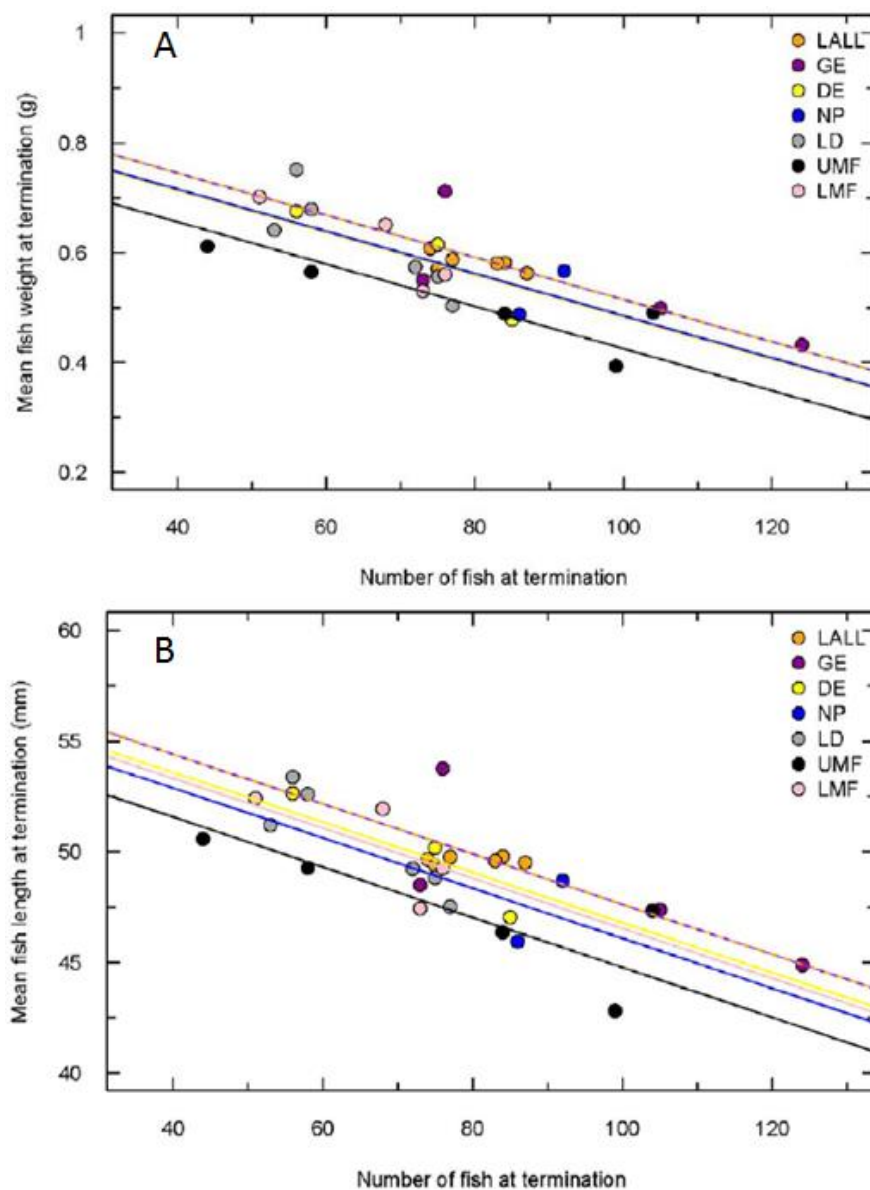 A
1
0.8
0.6
0.4
0.2
Mean fish weight at termination (g)
LALL
GE
DE
NP
LD
UMF
LMF
40 60 80 100 120
Number of fish at termination
B
60
55
50
45
40
Mean fish length at termination (mm)
LALL
GE
DE
NP
LD
UMF
LMF
40 60 80 100 120
Number of fish at termination